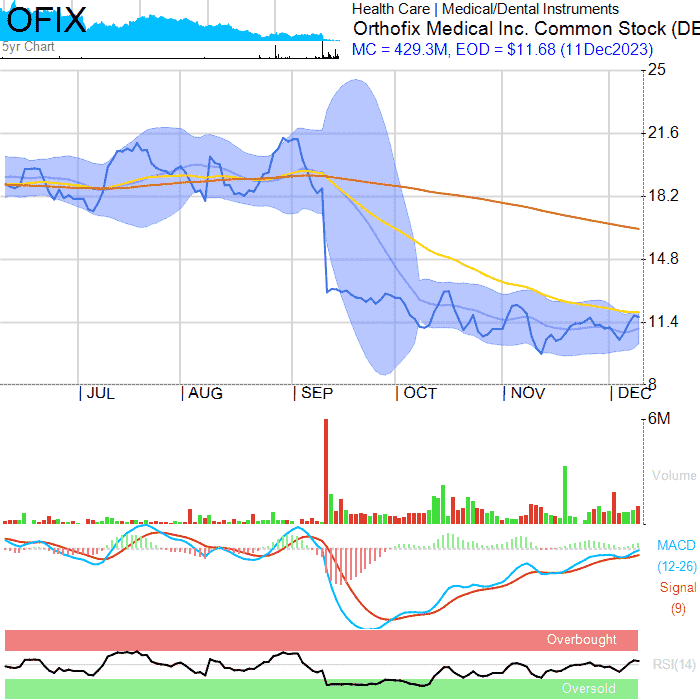 OFIX
Health Care | Medical/Dental Instruments
Orthofix Medical Inc. Common Stock (DE
5yr Chart
MC = 429.3M, EOD = $11.68 (11Dec2023)
25
21.6
18.2
14.8
11.4
8
| JUL | AUG | SEP | OCT | NOV | DEC
6M
Volume
MACD
(12-26)
Signal
(9)
Overbought
RSI(14)
Oversold